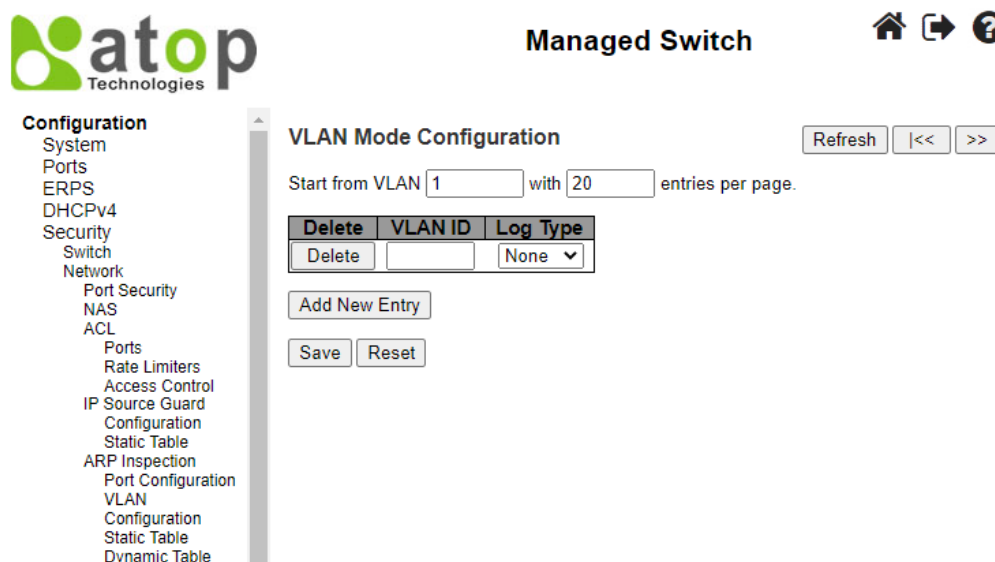 atop
Technologies
Managed Switch
Configuration
System
Ports
ERPS
DHCPv4
Security
Switch
Network
Port Security
NAS
ACL
Ports
Rate Limiters
Access Control
IP Source Guard
Configuration
Static Table
ARP Inspection
Port Configuration
VLAN
Configuration
Static Table
Dynamic Table
VLAN Mode Configuration
Refresh |<< >>
Start from VLAN 1 with 20 entries per page.
Delete VLAN ID Log Type
Delete None
Add New Entry
Save Reset